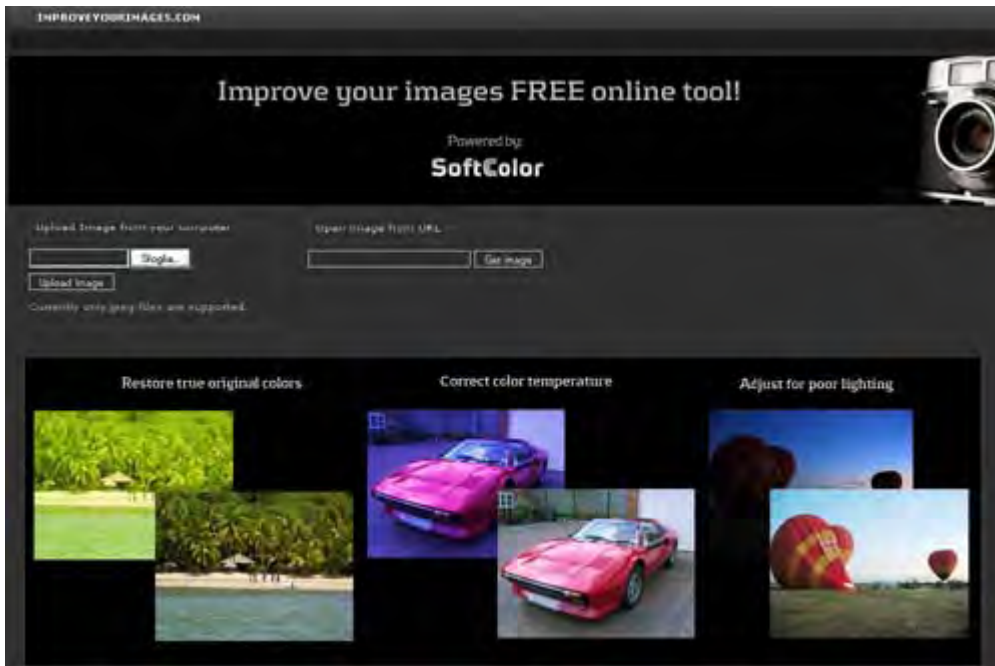 IMPROVEYOURIMAGES.COM
Improve your images FREE online tool!
Powered by:
SoftColor
Upload Image from your computer
Open Image from URL
Upload Image
Get image
Currently only jpeg files are supported.
Restore true original colors
Correct color temperature
Adjust for poor lighting